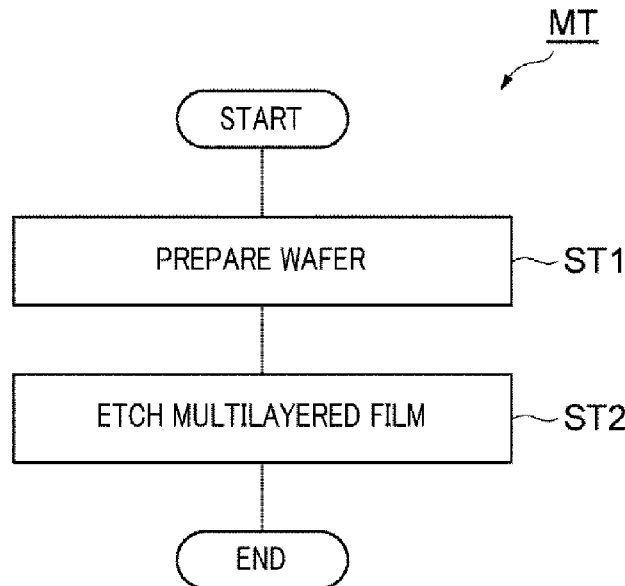 MT
START
PREPARE WAFER
ST1
ETCH MULTILAYERED FILM
ST2
END